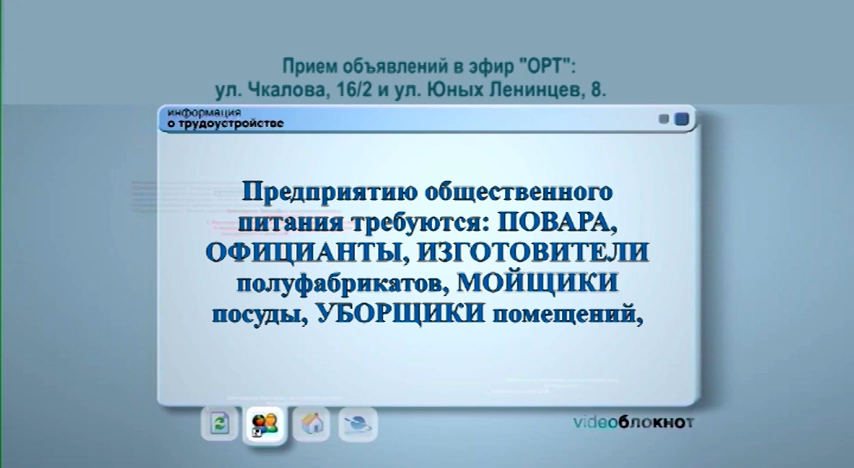 Прием объявлений в эфир "ОРТ":
ул. Чкалова, 16/2 и ул. Юных Ленинцев, 8.
информация
о трудоустройстве
Предприятию общественного
питания требуются: ПОВАРА,
ОФИЦИАНТЫ, ИЗГОТОВИТЕЛИ
полуфабрикатов, МОЙЩИКИ
посуды, УБОРЩИКИ помещений,
videoблокнот